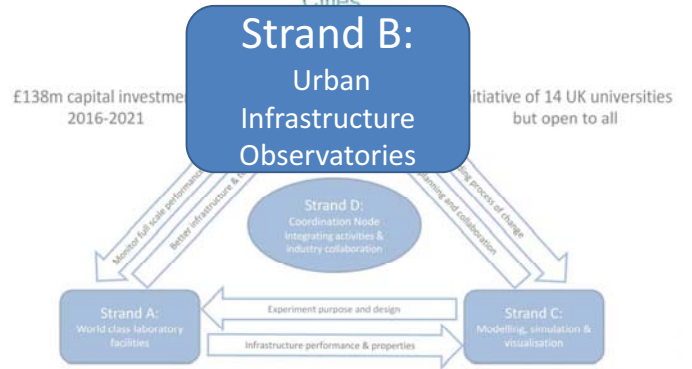 Cities
Strand B:
Urban
Infrastructure
Observatories
£138m capital investme
2016-2021
itiative of 14 UK universities
but open to all
Monitor full scale performance
Better infrastructure &
planning and collaboration
process of change
Strand D:
Coordination Node
Integrating activities &
industry collaboration
Strand A:
World class laboratory
facilities
Experiment purpose and design
Infrastructure performance & properties
Strand C:
Modelling, simulation &
visualisation